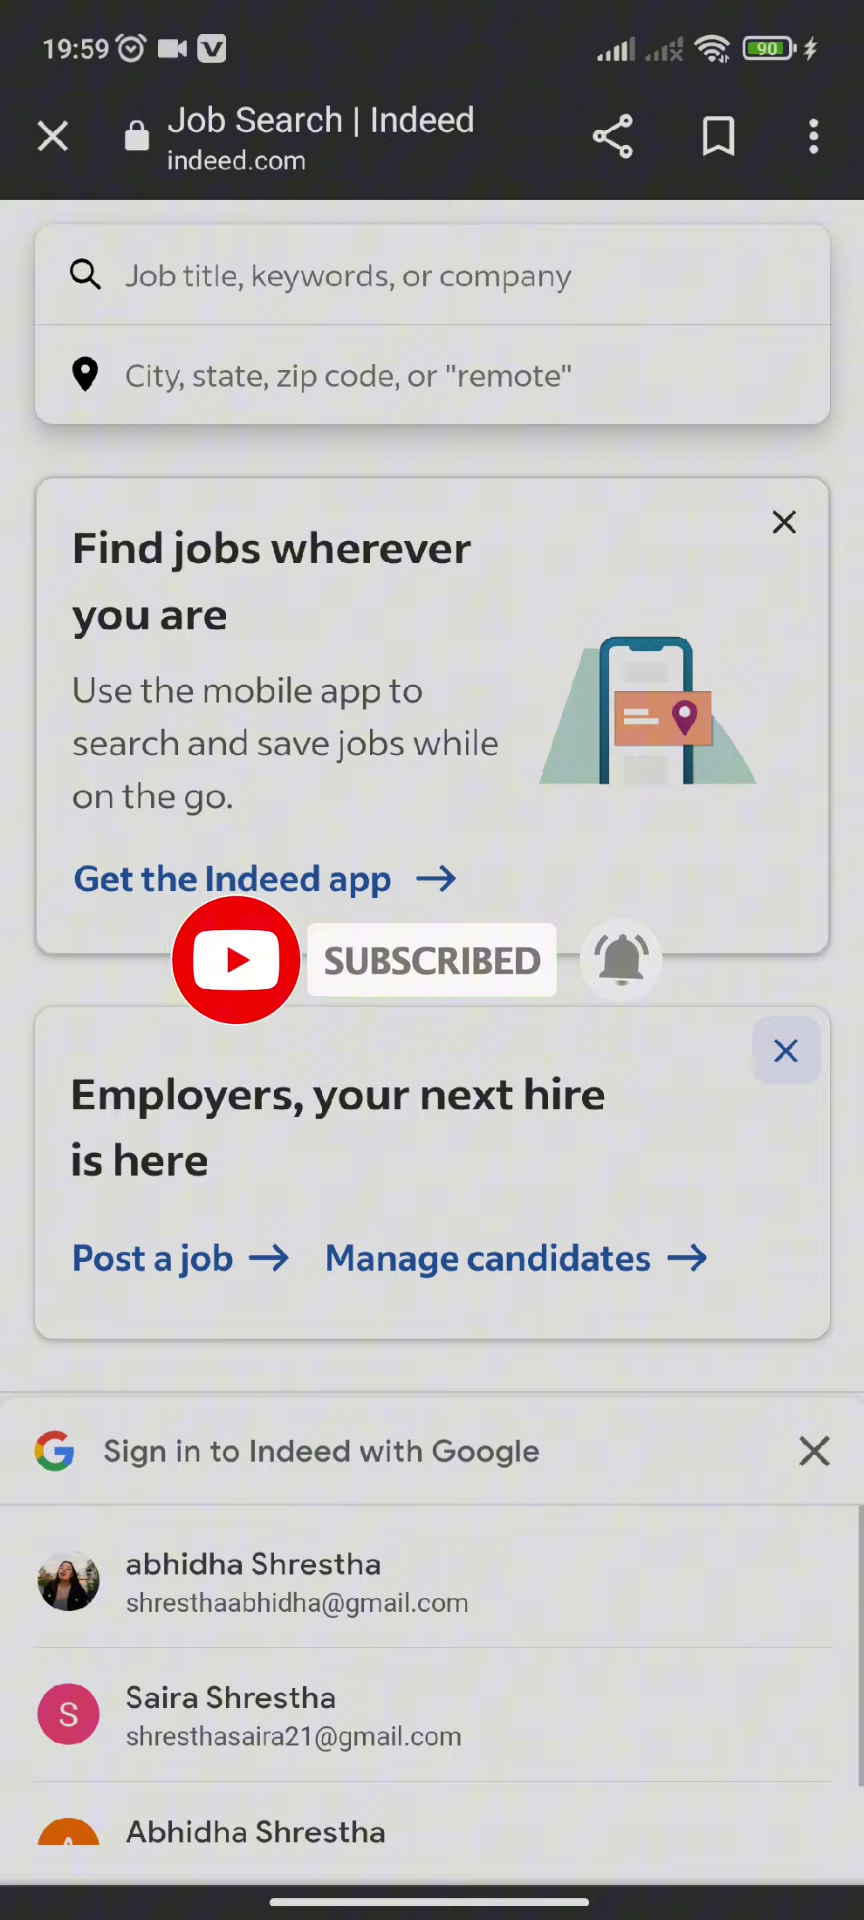 19:59
90
Job Search | Indeed
indeed.com
Job title, keywords, or company
City, state, zip code, or "remote"
Find jobs wherever
you are
Use the mobile app to
search and save jobs while
on the go.
Get the Indeed app
SUBSCRIBED
Employers, your next hire
is here
Post a job
Manage candidates
Sign in to Indeed with Google
abhidha Shrestha
shresthaabhidha@gmail.com
S
Saira Shrestha
shresthasaira21@gmail.com
A
Abhidha Shrestha